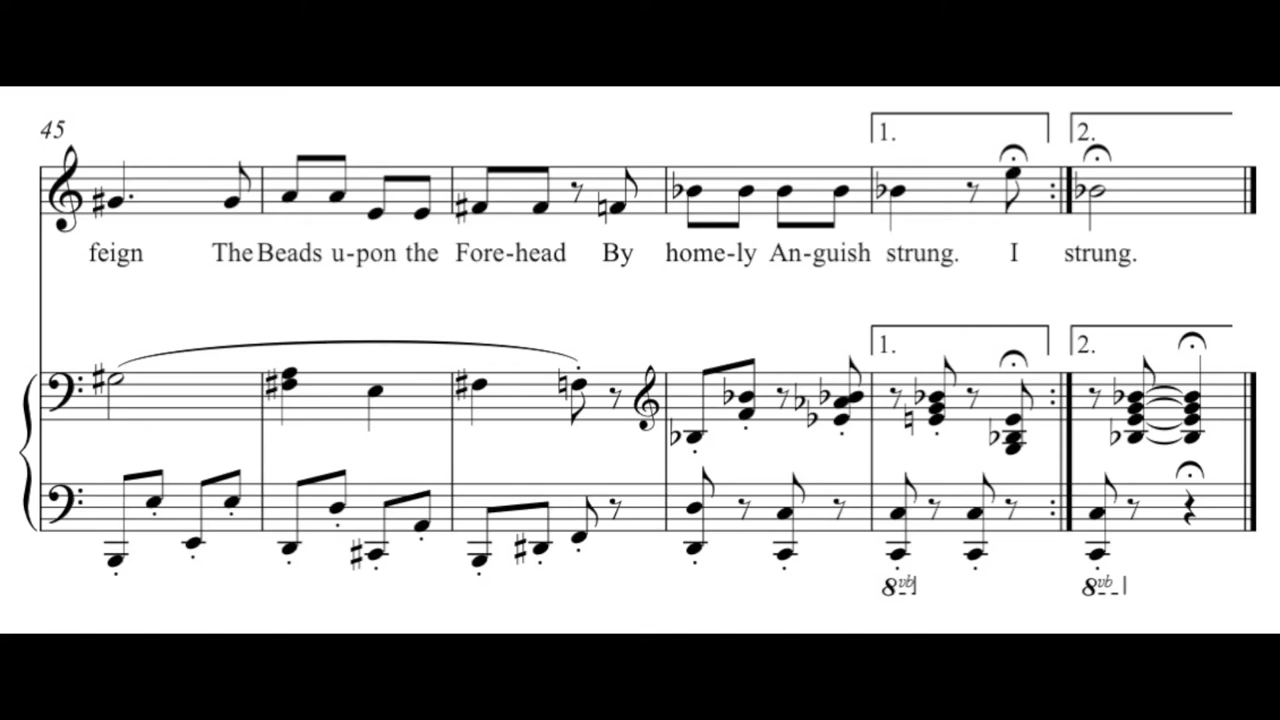 45
1. 2.
feign The Beads u-pon the Fore-head By home-ly An-guish strung. I strung.
1. 2.
8vb 8vb